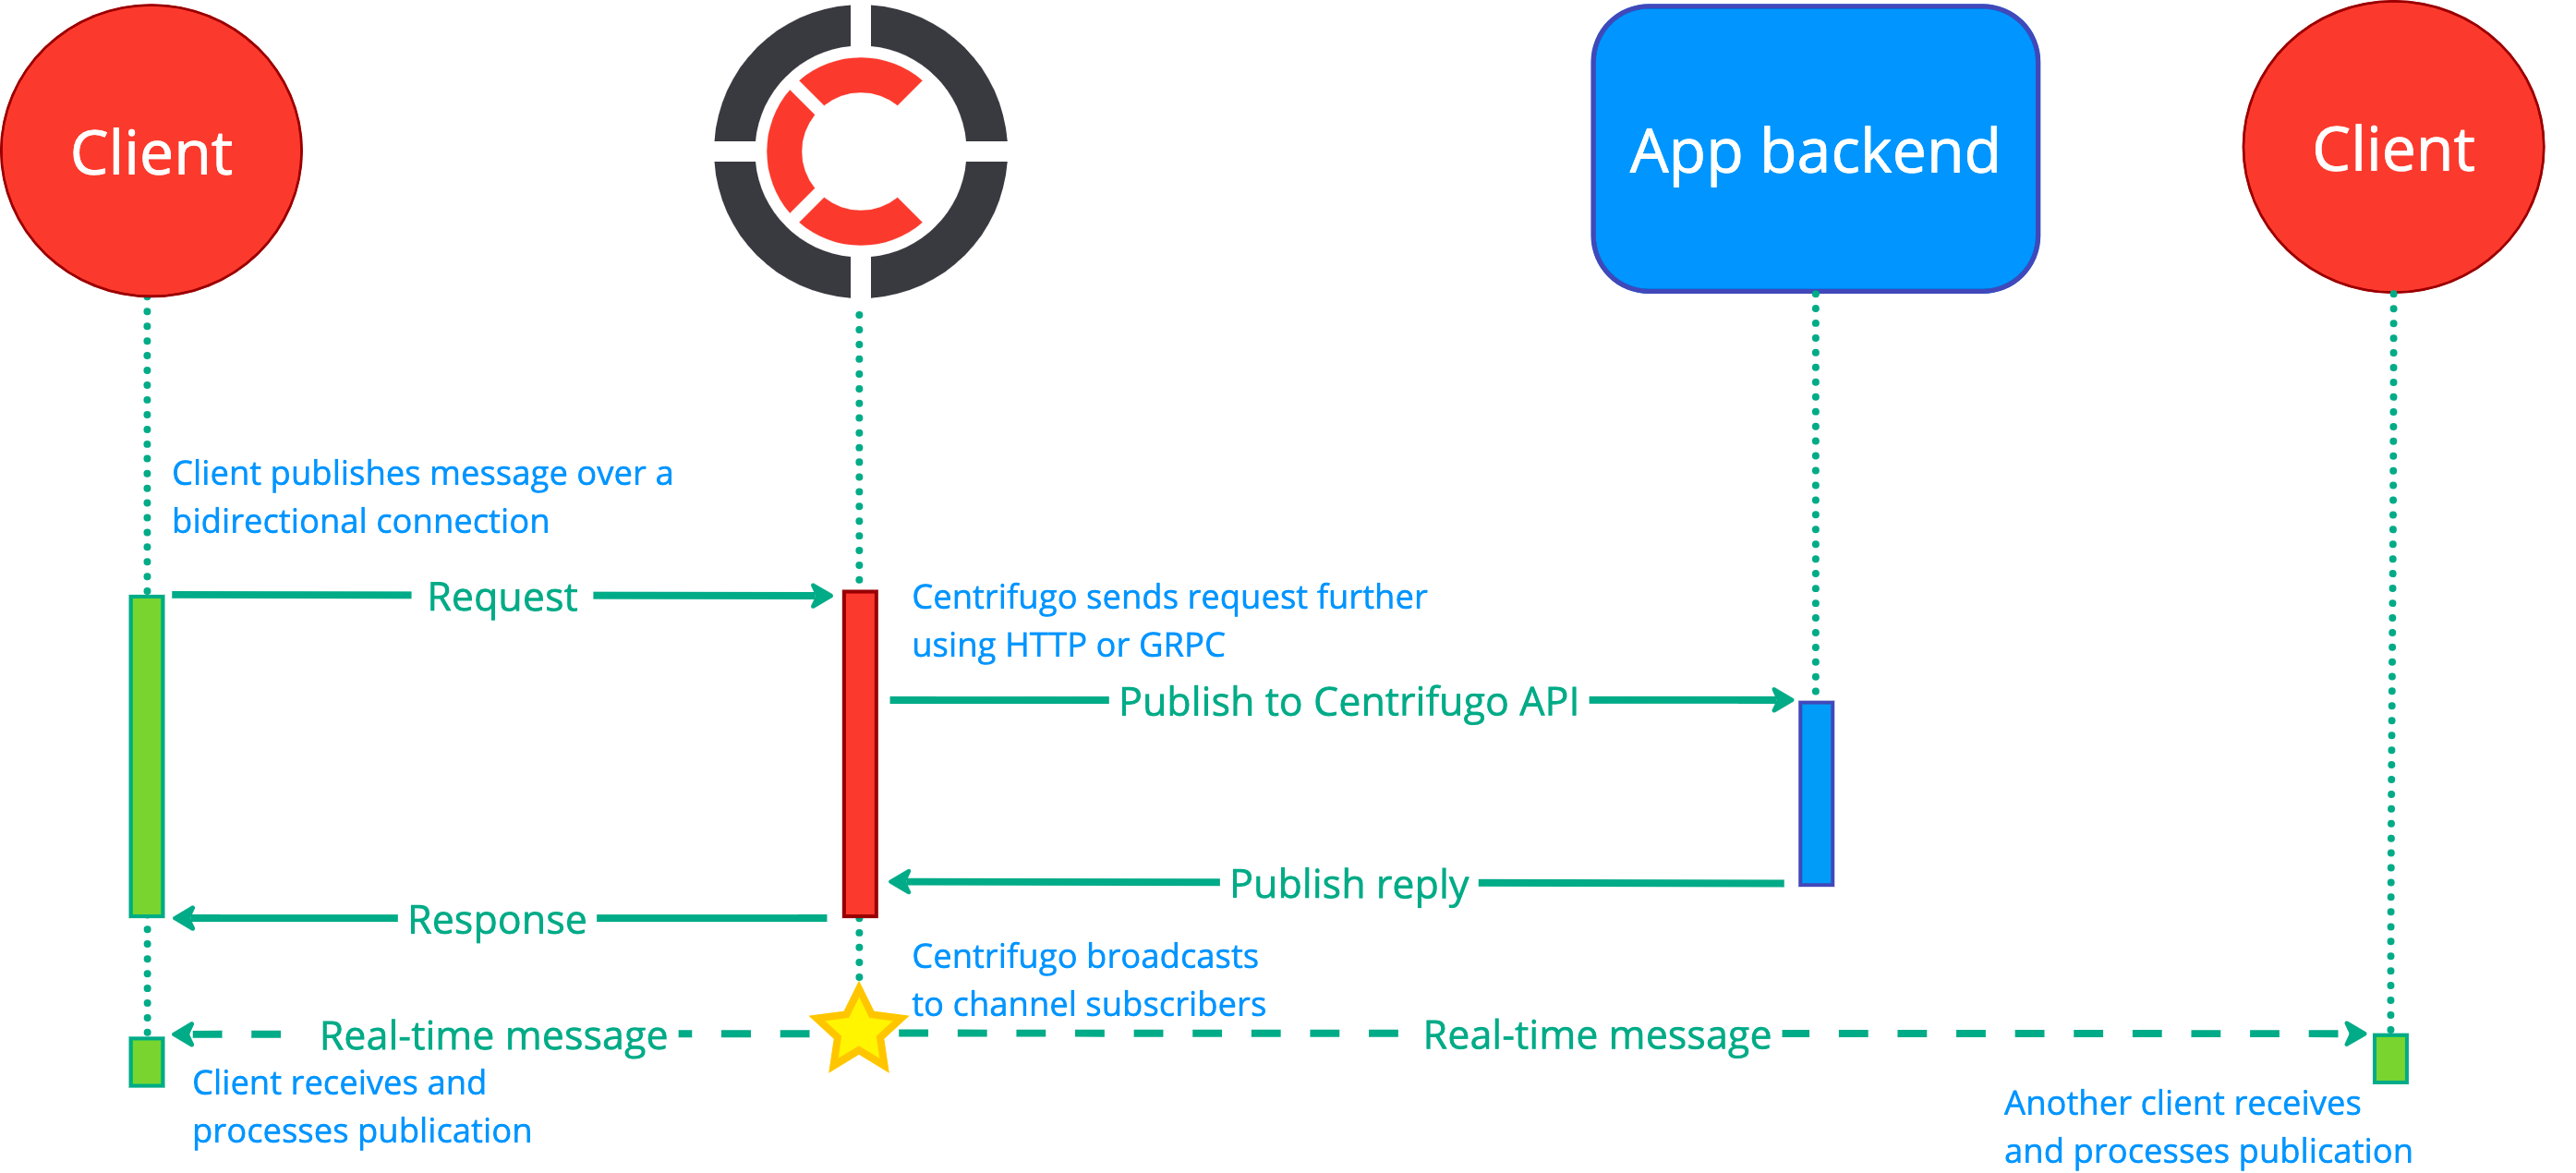 Client
App backend
Client
Client publishes message over a
bidirectional connection
Request
Centrifugo sends request further
using HTTP or GRPC
Publish to Centrifugo API
Publish reply
Response
Centrifugo broadcasts
to channel subscribers
Real-time message
Real-time message
Client receives and
processes publication
Another client receives
and processes publication